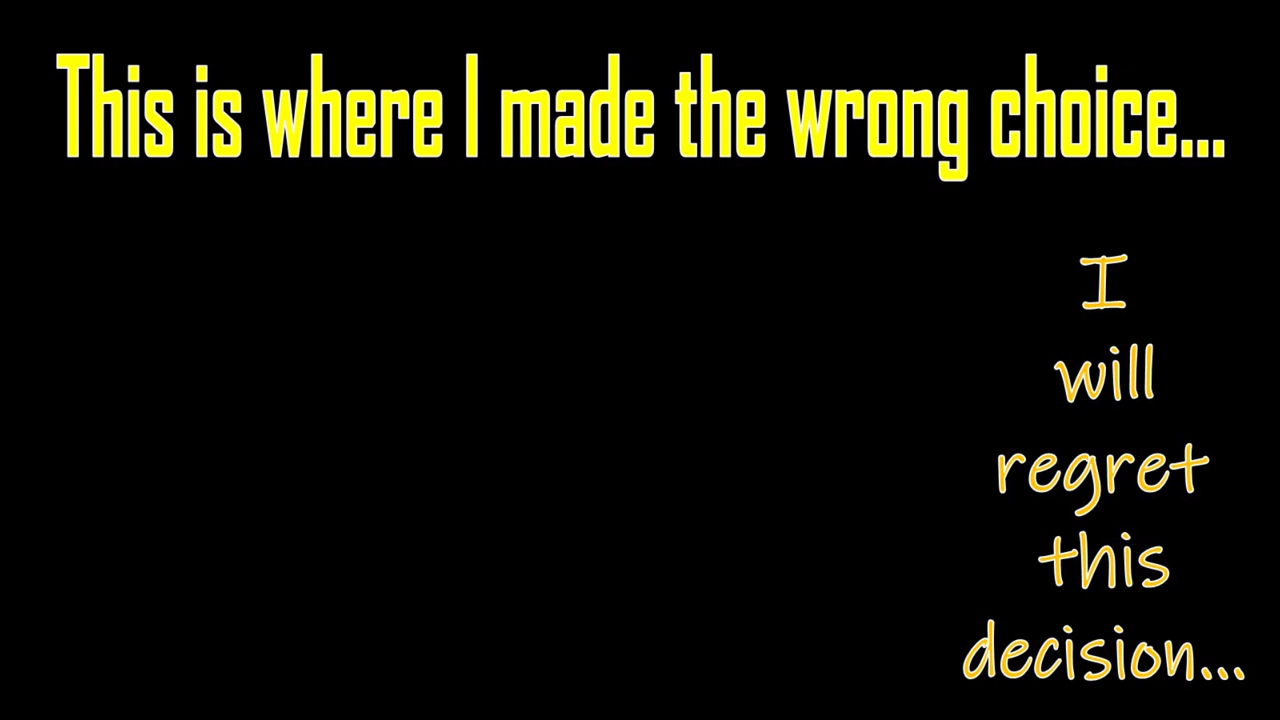 This is where I made the wrong choice...
I
will
regret
this
decision...